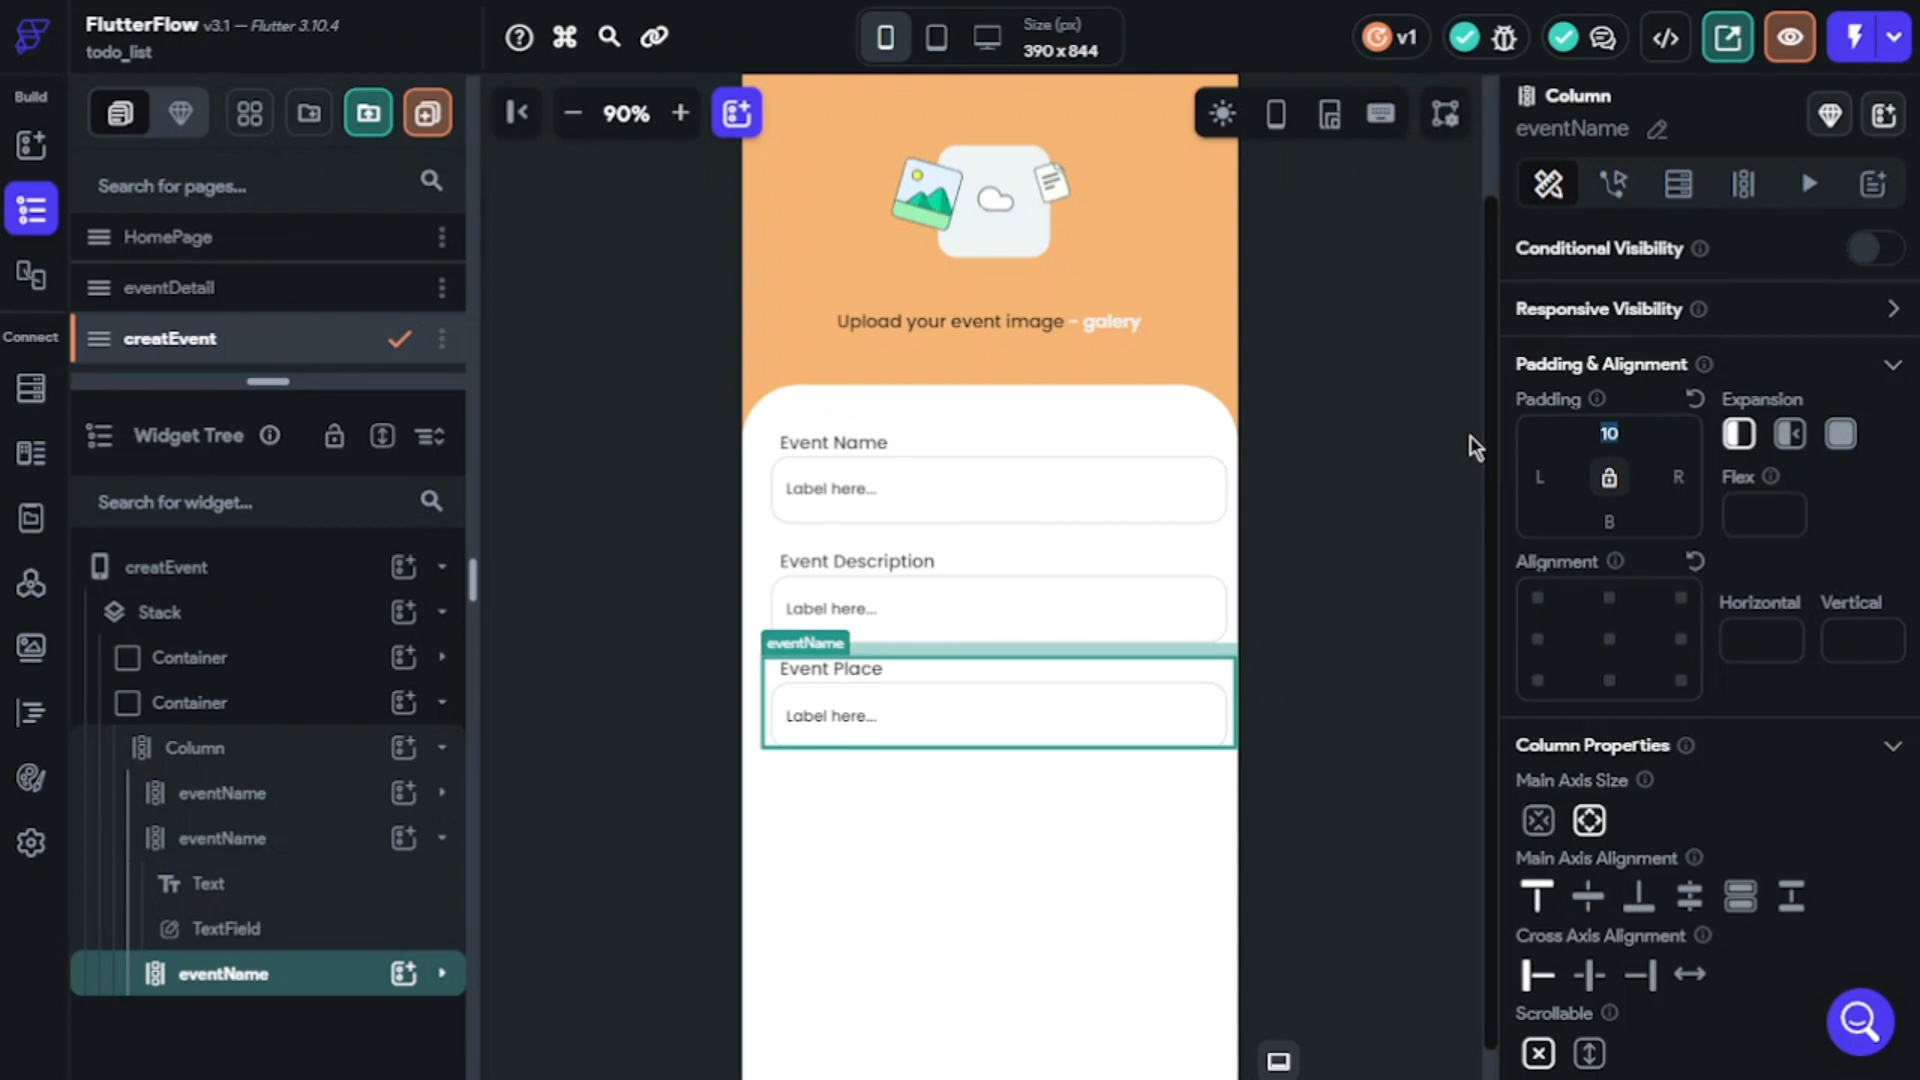 FlutterFlow v3.1 – Flutter 3.10.4
todo_list
Size (px)
390 x 844
v1
Build
Connect
90%
Search for pages...
HomePage
eventDetail
creatEvent
Widget Tree
Search for widget...
creatEvent
Stack
Container
Container
Column
eventName
eventName
Text
TextField
eventName
Upload your event image - galery
Event Name
Label here...
Event Description
Label here...
eventName
Event Place
Label here...
Column
eventName
Conditional Visibility
Responsive Visibility
Padding & Alignment
Padding
Expansion
10
L
R
B
Flex
Alignment
Horizontal
Vertical
Column Properties
Main Axis Size
Main Axis Alignment
Cross Axis Alignment
Scrollable